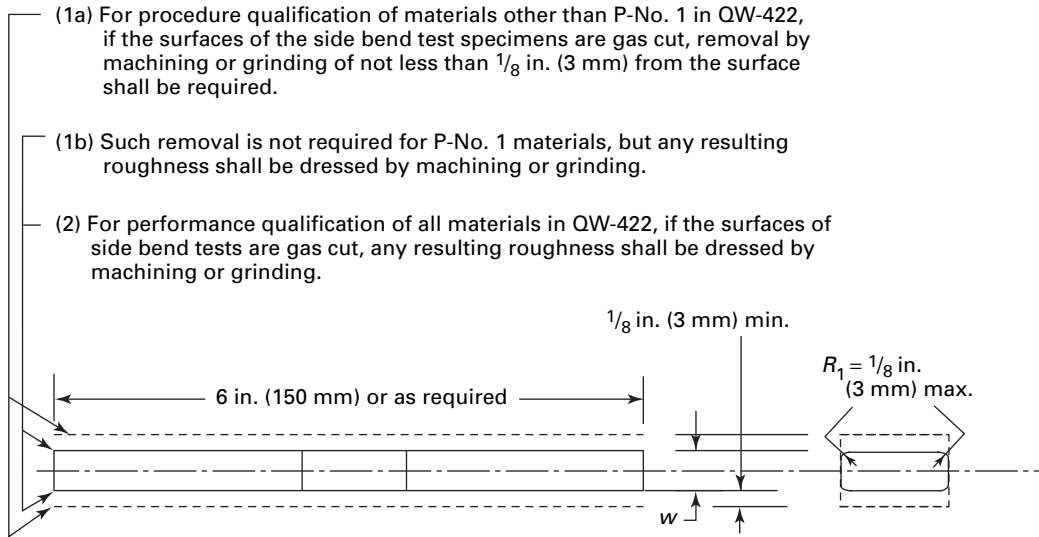 (1a) For procedure qualification of materials other than P-No. 1 in QW-422,
if the surfaces of the side bend test specimens are gas cut, removal by
machining or grinding of not less than 1/8 in. (3 mm) from the surface
shall be required.
(1b) Such removal is not required for P-No. 1 materials, but any resulting
roughness shall be dressed by machining or grinding.
(2) For performance qualification of all materials in QW-422, if the surfaces of
side bend tests are gas cut, any resulting roughness shall be dressed by
machining or grinding.
1/8 in. (3 mm) min.
R1 = 1/8 in.
(3 mm) max.
6 in. (150 mm) or as required
w